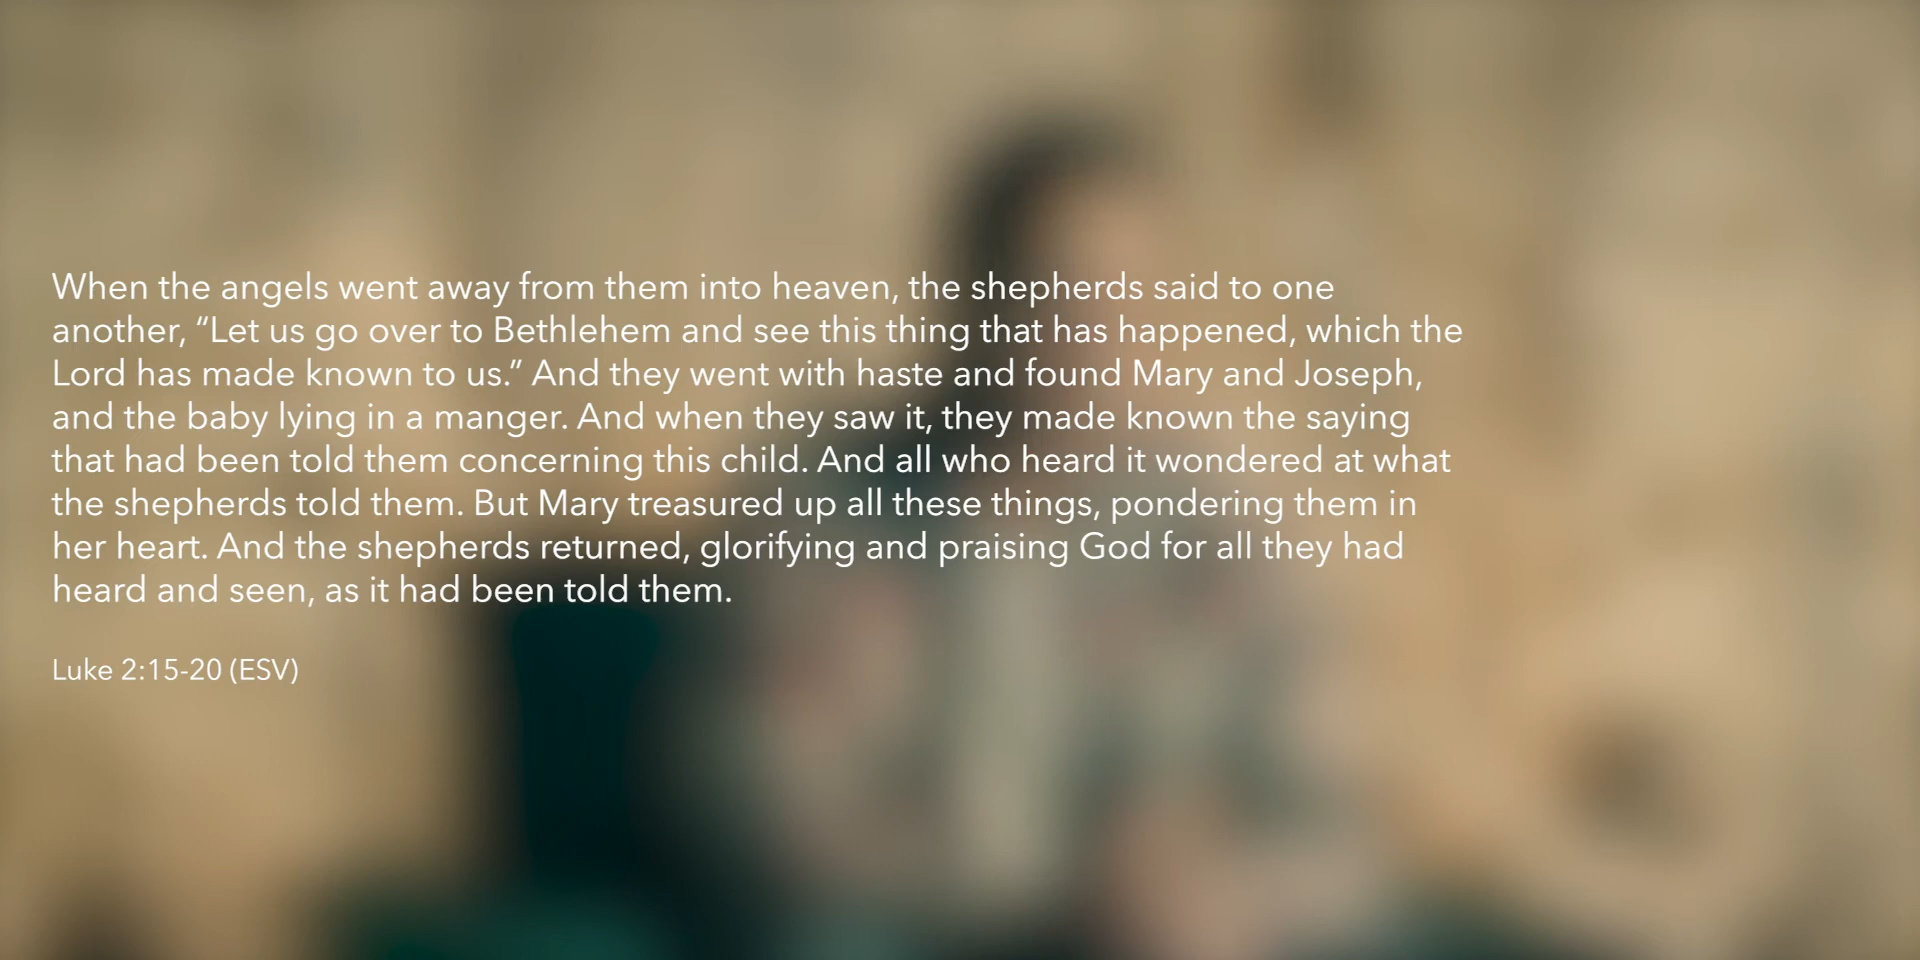 When the angels went away from them into heaven, the shepherds said to one
another, “Let us go over to Bethlehem and see this thing that has happened, which the
Lord has made known to us.” And they went with haste and found Mary and Joseph,
and the baby lying in a manger. And when they saw it, they made known the saying
that had been told them concerning this child. And all who heard it wondered at what
the shepherds told them. But Mary treasured up all these things, pondering them in
her heart. And the shepherds returned, glorifying and praising God for all they had
heard and seen, as it had been told them.
Luke 2:15-20 (ESV)